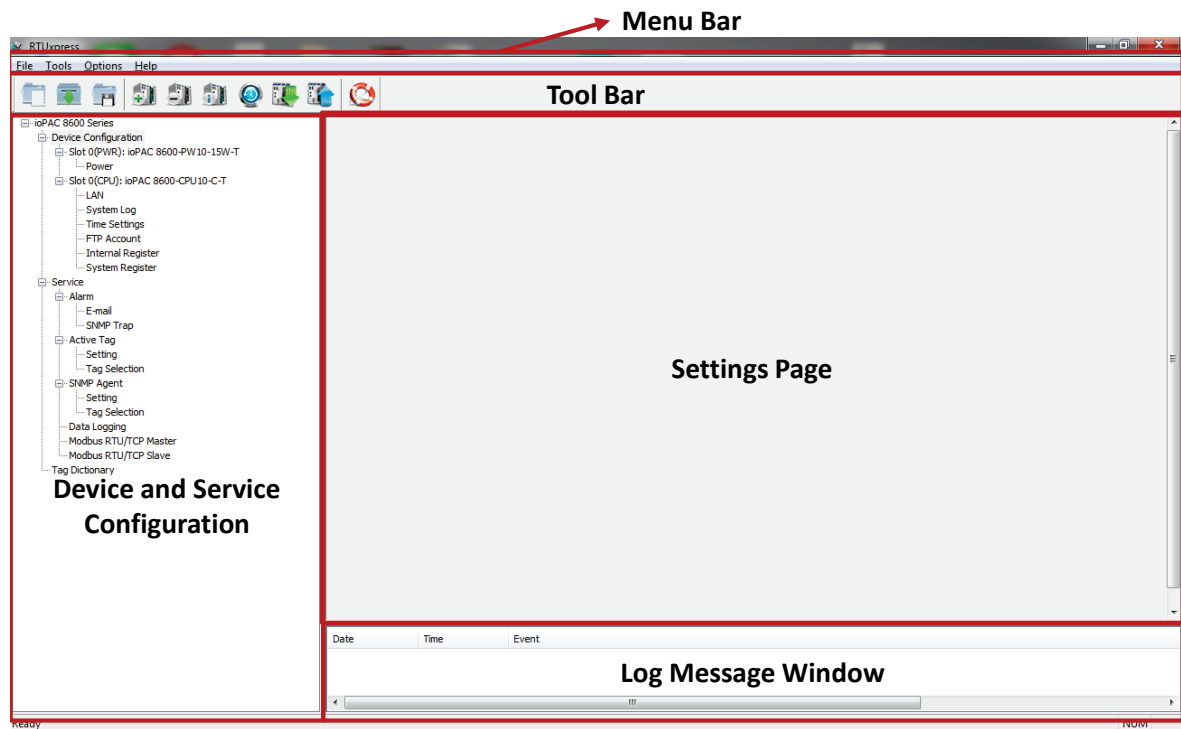 Menu Bar
RTUxpress
File Tools Options Help
Tool Bar
ioPAC 8600 Series
Device Configuration
Slot 0(PWR): ioPAC 8600-PW10-15W-T
Power
Slot 0(CPU): ioPAC 8600-CPU10-C-T
LAN
System Log
Time Settings
FTP Account
Internal Register
System Register
Service
Alarm
E-mail
SNMP Trap
Active Tag
Setting
Tag Selection
SNMP Agent
Setting
Tag Selection
Data Logging
Modbus RTU/TCP Master
Modbus RTU/TCP Slave
Tag Dictionary
Device and Service
Configuration
Settings Page
Date Time Event
Log Message Window
Ready NUM